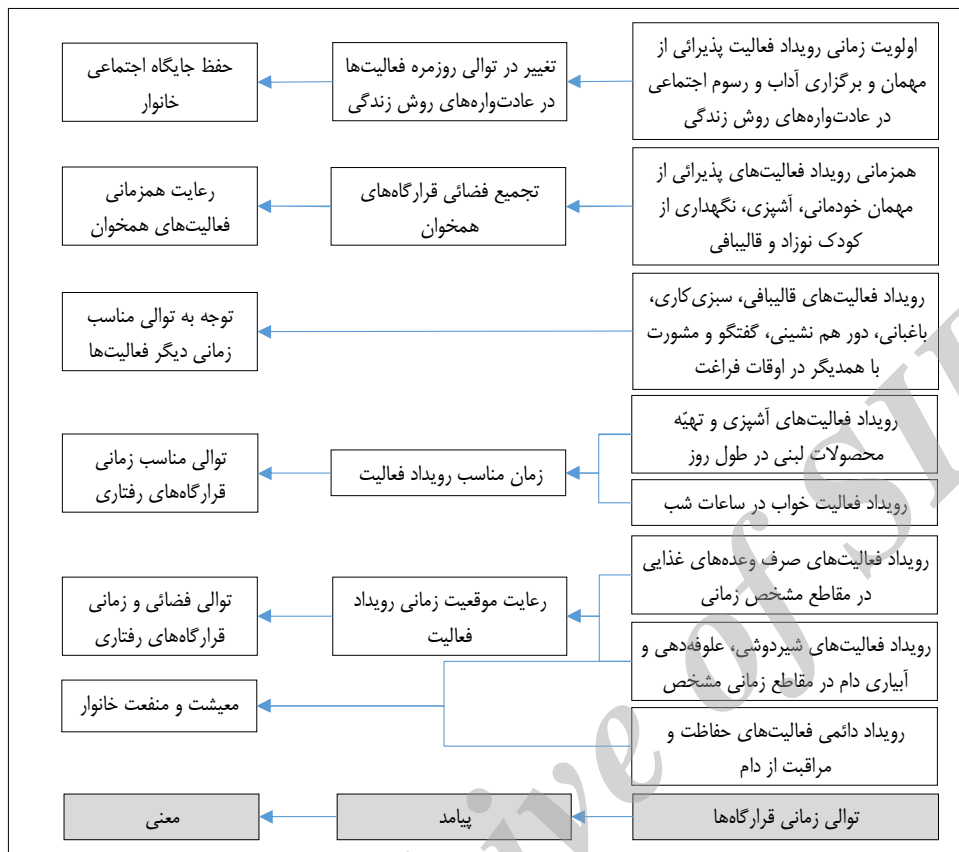 اولویت زمانی رویداد فعالیت پذیرائی از
مهمان و برگزاری آداب و رسوم اجتماعی
در عادت‌واره‌های روش زندگی
تغییر در توالی روزمره فعالیت‌ها
در عادت‌واره‌های روش زندگی
حفظ جایگاه اجتماعی
خانوار
همزمانی رویداد فعالیت‌های پذیرائی از
مهمان خودمانی، آشپزی، نگهداری از
کودک نوزاد و قالیبافی
تجمیع فضائی قرارگاه‌های
همخوان
رعایت همزمانی
فعالیت‌های همخوان
رویداد فعالیت‌های قالیبافی، سبزی‌کاری،
باغبانی، دور هم نشینی، گفتگو و مشورت
با همدیگر در اوقات فراغت
توجه به توالی مناسب
زمانی دیگر فعالیت‌ها
رویداد فعالیت‌های آشپزی و تهیّه
محصولات لبنی در طول روز
رویداد فعالیت خواب در ساعات شب
زمان مناسب رویداد فعالیت
توالی مناسب زمانی
قرارگاه‌های رفتاری
رویداد فعالیت‌های صرف وعده‌های غذایی
در مقاطع مشخص زمانی
رویداد فعالیت‌های شیردوشی، علوفه‌دهی و
آبیاری دام در مقاطع زمانی مشخص
رعایت موقعیت زمانی رویداد
فعالیت
توالی فضائی و زمانی
قرارگاه‌های رفتاری
رویداد دائمی فعالیت‌های حفاظت و
مراقبت از دام
معیشت و منفعت خانوار
توالی زمانی قرارگاه‌ها
پیامد
معنی
ive of SI